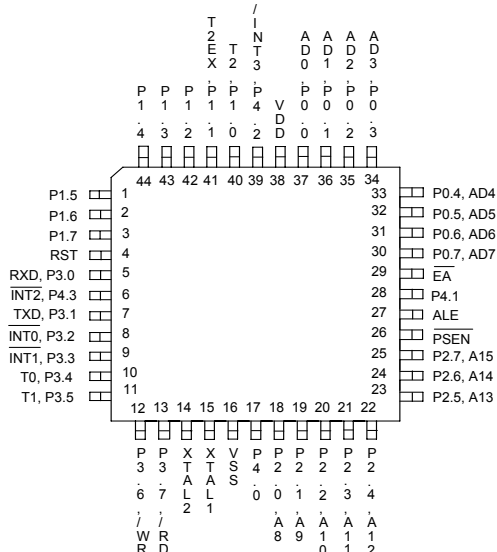 T2EX, P1.1
T2, P1.0
/INT3, P4.2
AD0, P0.0
AD1, P0.1
AD2, P0.2
AD3, P0.3
P1.4
P1.3
P1.2
VDD
44 43 42 41 40 39 38 37 36 35 34
P1.5 1
P1.6 2
P1.7 3
RST 4
RXD, P3.0 5
INT2, P4.3 6
TXD, P3.1 7
INT0, P3.2 8
INT1, P3.3 9
T0, P3.4 10
T1, P3.5 11
33 P0.4, AD4
32 P0.5, AD5
31 P0.6, AD6
30 P0.7, AD7
29 EA
28 P4.1
27 ALE
26 PSEN
25 P2.7, A15
24 P2.6, A14
23 P2.5, A13
12 13 14 15 16 17 18 19 20 21 22
P3.6, /WR
P3.7, /RD
XTAL2
XTAL1
VSS
P4.0
P2.0, A8
P2.1, A9
P2.2, A10
P2.3, A11
P2.4, A12